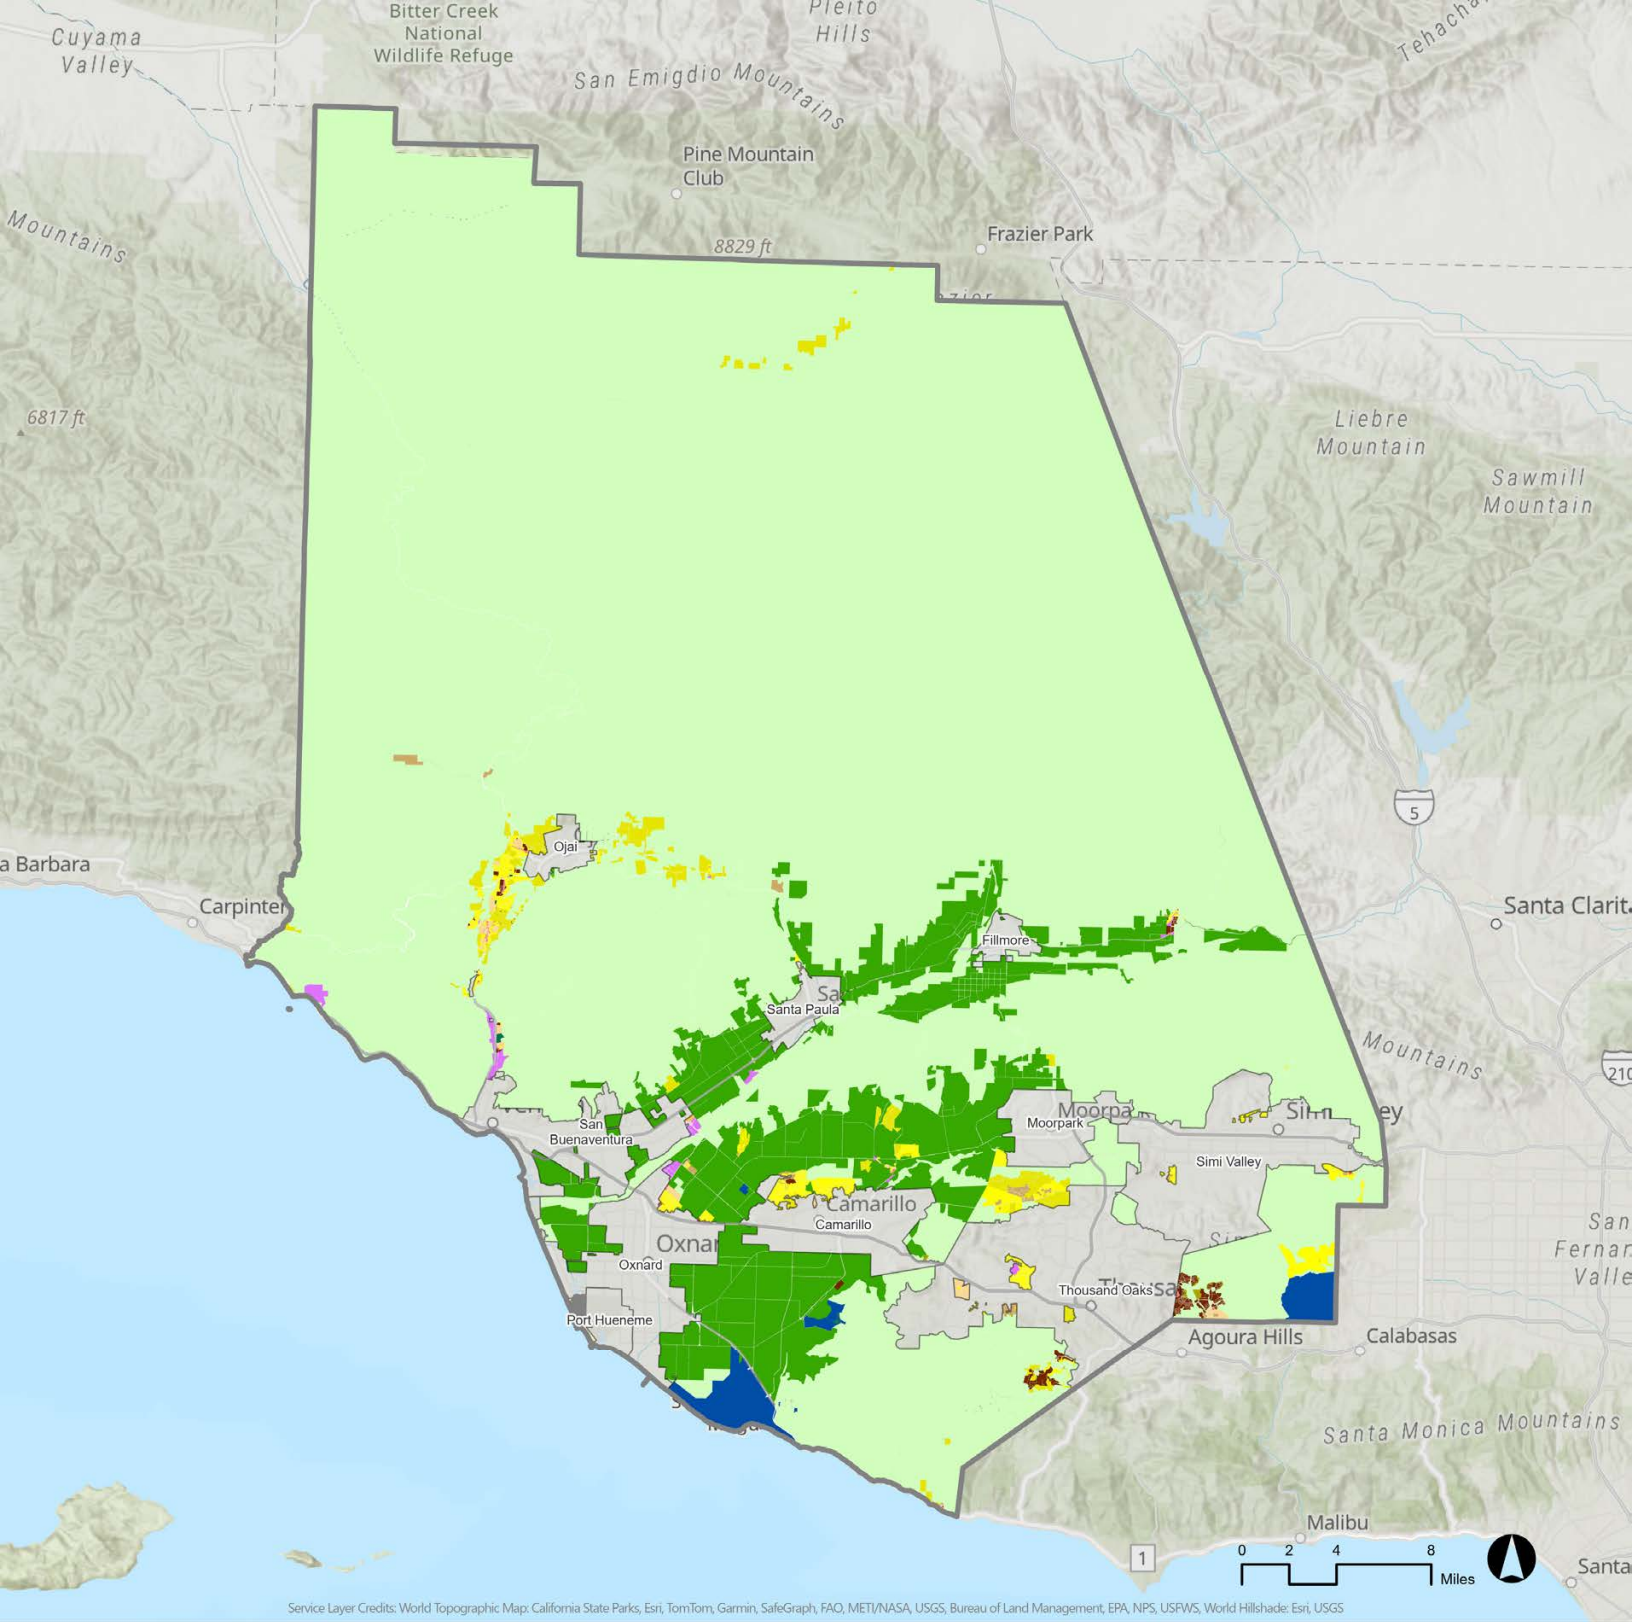 Bitter Creek
National
Wildlife Refuge
Pleito
Hills
Cuyama
Valley
San Emigdio Mountains
Pine Mountain
Club
Mountains
8829 ft
Frazier Park
6817 ft
Liebre
Mountain
Sawmill
Mountain
5
Ojai
a Barbara
Carpinter
Santa Clarit
Fillmore
Sa
Santa Paula
Mountains
210
Moorpa
Moorpark
San
Buenaventura
Simi Valley
ey
Camarillo
Camarillo
Oxnar
Oxnard
San
Fernan
Valle
Thousand Oaks
Port Hueneme
Agoura Hills
Calabasas
Santa Monica Mountains
Malibu
1
0 2 4 8
Miles
Santa
Service Layer Credits: World Topographic Map: California State Parks, Esri, TomTom, Garmin, SafeGraph, FAO, METI/NASA, USGS, Bureau of Land Management, EPA, NPS, USFWS, World Hillshade: Esri, USGS